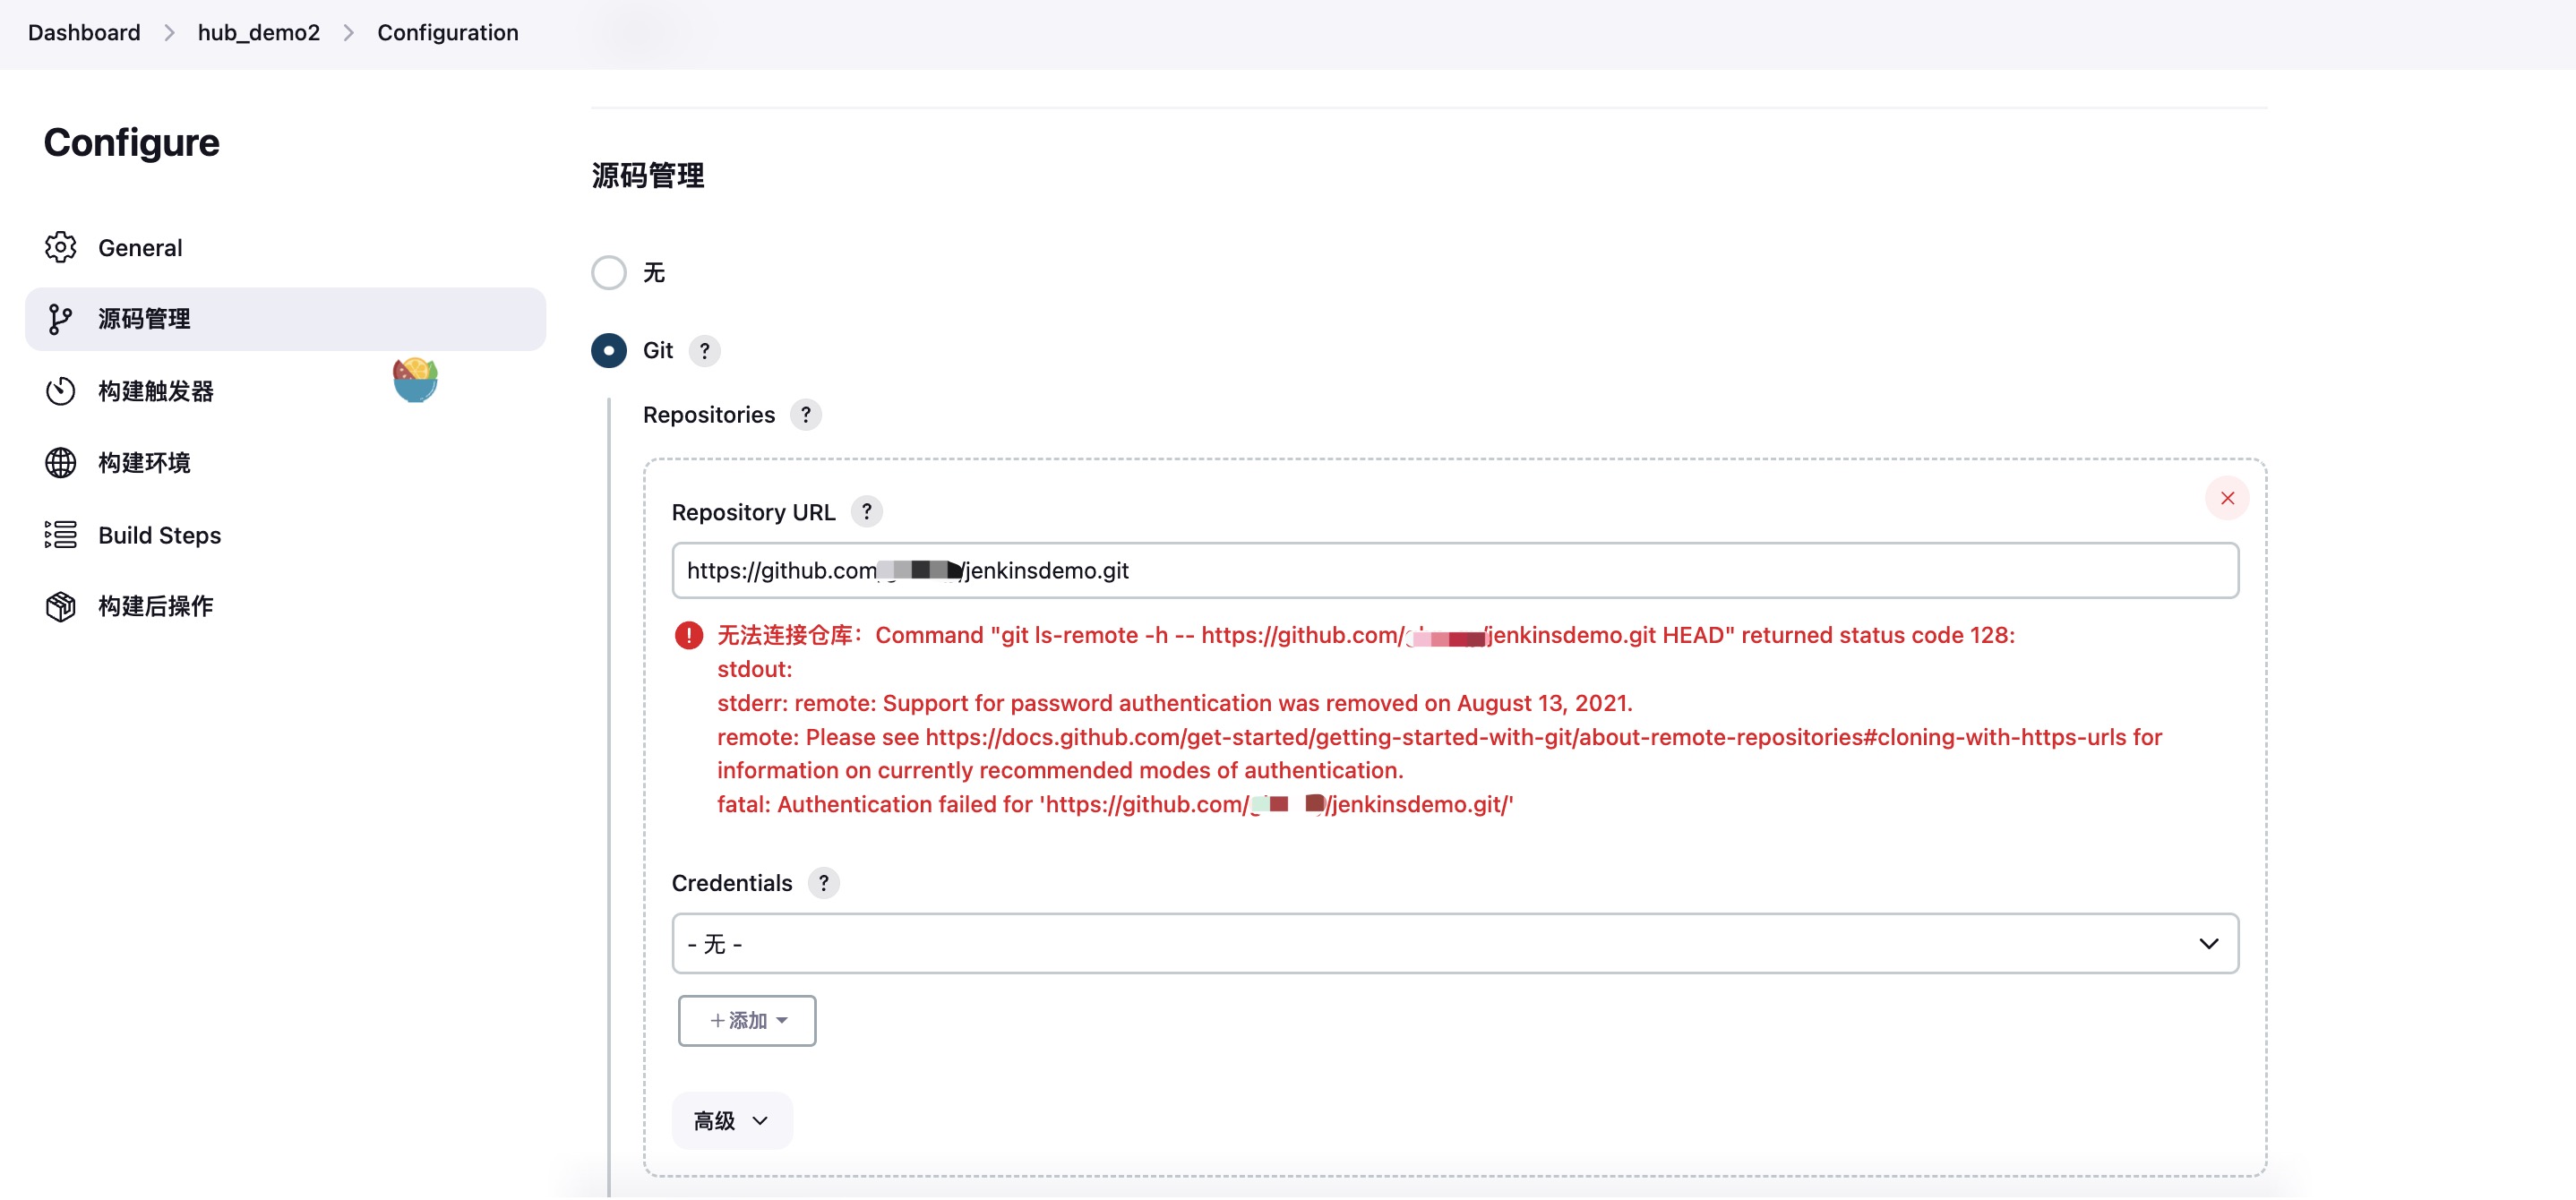 Dashboard > hub_demo2 > Configuration
Configure
General
源码管理
构建触发器
构建环境
Build Steps
构建后操作
源码管理
无
Git ?
Repositories ?
Repository URL ?
https://github.com/jenkinsdemo.git
无法连接仓库：Command "git ls-remote -h -- https://github.com/jenkinsdemo.git HEAD" returned status code 128:
stdout:
stderr: remote: Support for password authentication was removed on August 13, 2021.
remote: Please see https://docs.github.com/get-started/getting-started-with-git/about-remote-repositories#cloning-with-https-urls for
information on currently recommended modes of authentication.
fatal: Authentication failed for 'https://github.com/ /jenkinsdemo.git/'
Credentials ?
- 无 -
+添加
高级